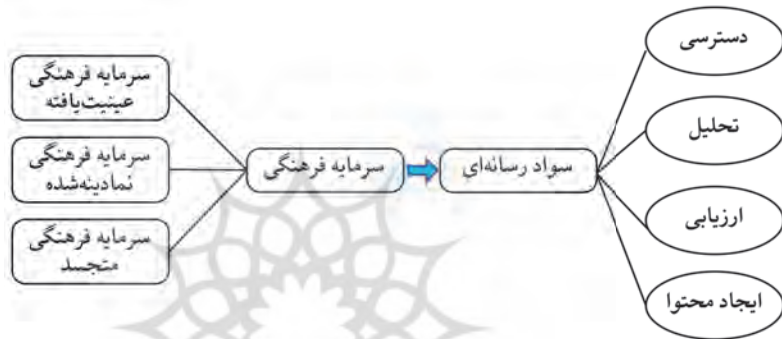 دسترسی
تحلیل
ارزیابی
ایجاد محتوا
سواد رسانه‌ای
سرمایه فرهنگی
سرمایه فرهنگی
عینیت‌یافته
سرمایه فرهنگی
نمادینه‌شده
سرمایه فرهنگی
متجسد